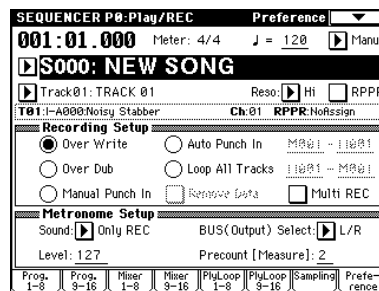 SEQUENCER P0:Play/REC Preference
001:01.000 Meter: 4/4 ♩ = 120 Manu
S000: NEW SONG
Track01: TRACK 01 Reso: Hi RPPR
T01:I-A000:Noisy Stabber Ch:01 RPPR:NoAssign
Recording Setup
Over Write Auto Punch In M001 - M001
Over Dub Loop All Tracks M001 - M001
Manual Punch In Remove Data Multi REC
Metronome Setup
Sound: Only REC BUS(Output) Select: L/R
Level: 127 Precount [Measure]: 2
Prog. 1-8 Prog. 9-16 Mixer 1-8 Mixer 9-16 PlyLoop 1-8 PlyLoop 9-16 Sampling Prefe-rence